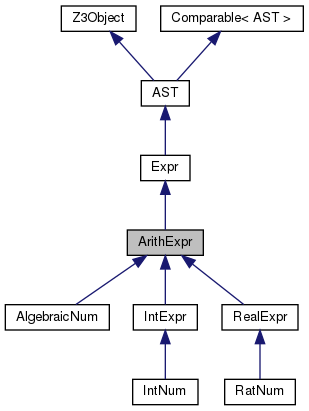 Z3Object
Comparable< AST >
AST
Expr
ArithExpr
AlgebraicNum
IntExpr
RealExpr
IntNum
RatNum